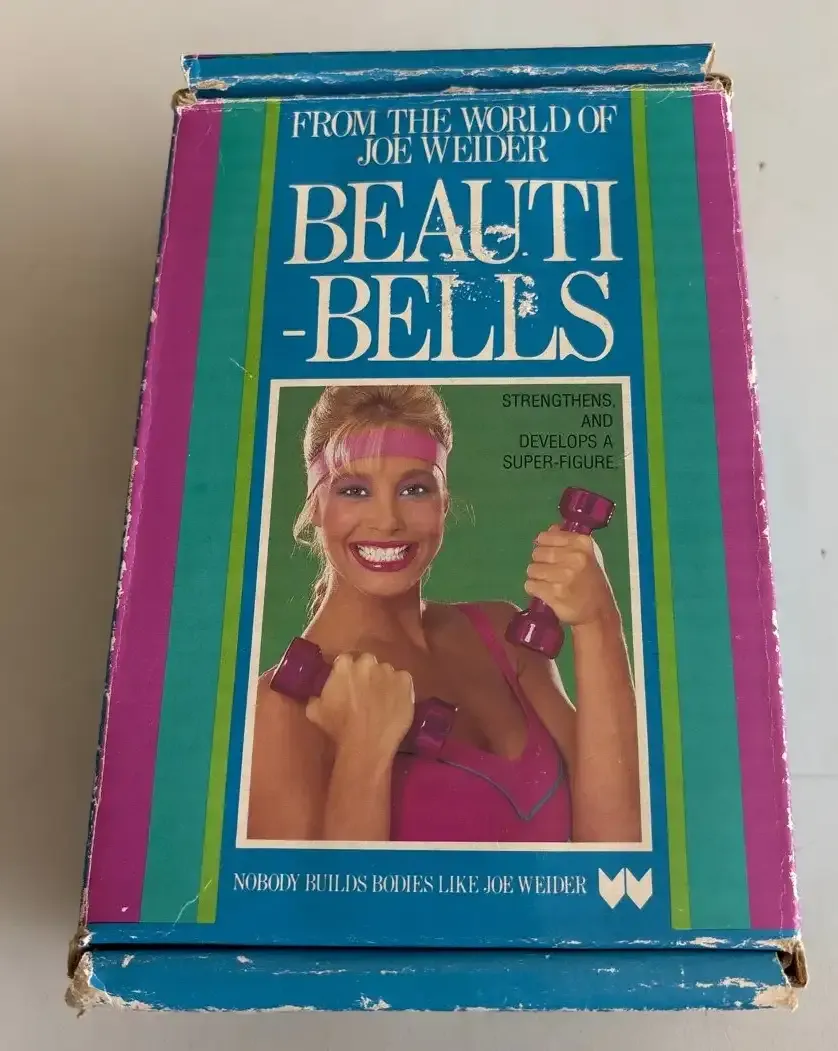 FROM THE WORLD OF
JOE WEIDER
BEAUTI
-BELLS
STRENGTHENS,
AND
DEVELOPS A
SUPER-FIGURE.
NOBODY BUILDS BODIES LIKE JOE WEIDER